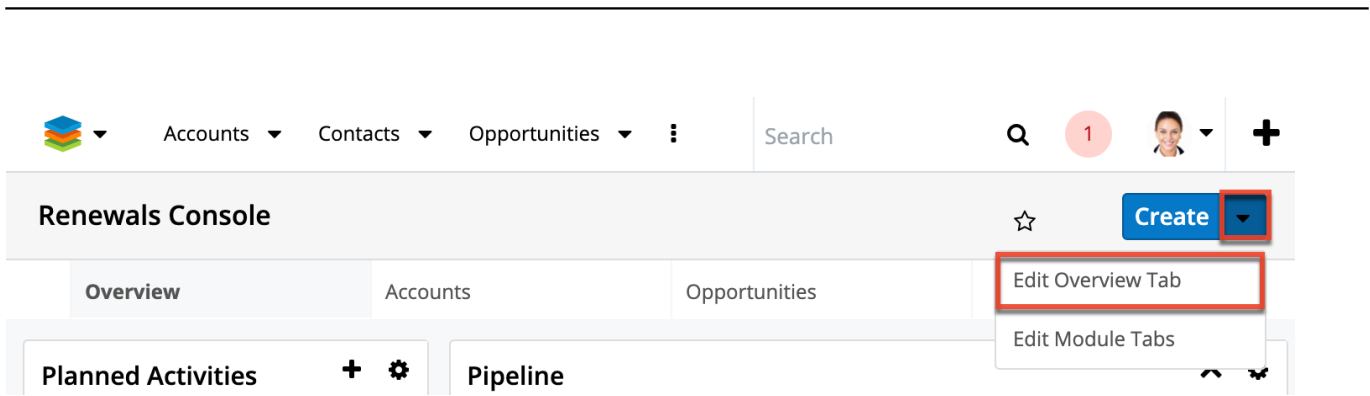 Accounts Contacts Opportunities Search 1
Renewals Console Create
Edit Overview Tab
Overview Accounts Opportunities
Edit Module Tabs
Planned Activities Pipeline